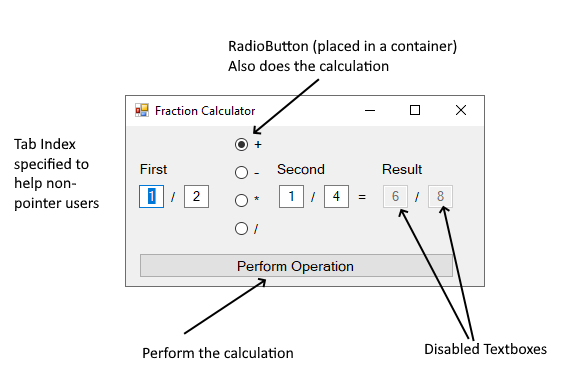 RadioButton (placed in a container)
Also does the calculation
Fraction Calculator
Tab Index
specified to
help non-
pointer users
+
First
-
Second
Result
1 / 2
*
1 / 4 =
6 / 8
/
Perform Operation
Perform the calculation
Disabled Textboxes